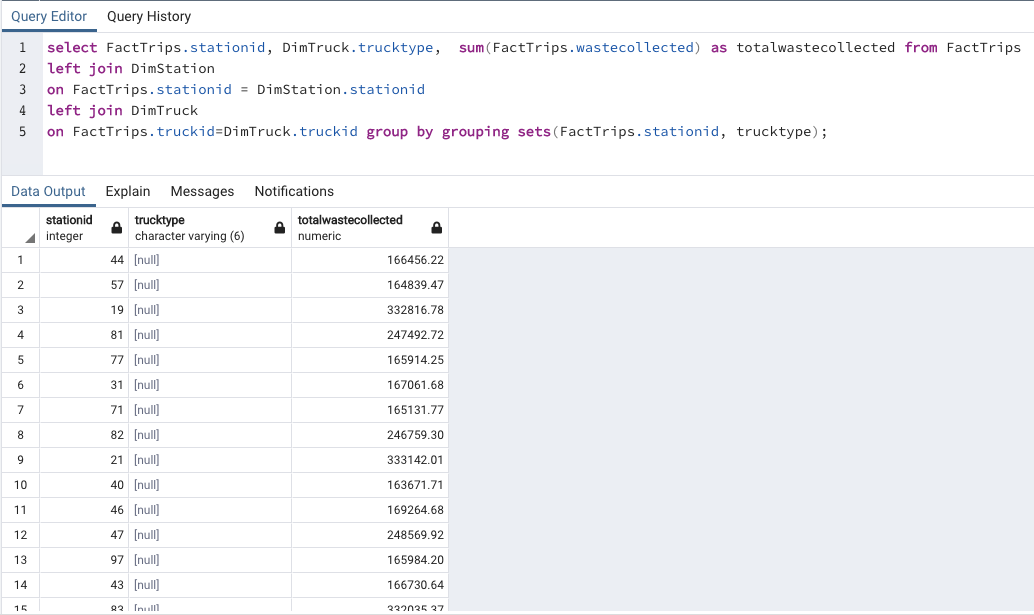 Query Editor Query History
1 select FactTrips.stationid, DimTruck.trucktype,  sum(FactTrips.wastecollected) as totalwastecollected from FactTrips
2 left join DimStation
3 on FactTrips.stationid = DimStation.stationid
4 left join DimTruck
5 on FactTrips.truckid=DimTruck.truckid group by grouping sets(FactTrips.stationid, trucktype);
Data Output Explain Messages Notifications
stationid trucktype totalwastecollected
integer character varying (6) numeric
1 44 [null] 166456.22
2 57 [null] 164839.47
3 19 [null] 332816.78
4 81 [null] 247492.72
5 77 [null] 165914.25
6 31 [null] 167061.68
7 71 [null] 165131.77
8 82 [null] 246759.30
9 21 [null] 333142.01
10 40 [null] 163671.71
11 46 [null] 169264.68
12 47 [null] 248569.92
13 97 [null] 165984.20
14 43 [null] 166730.64
15 83 [null] 332035.37